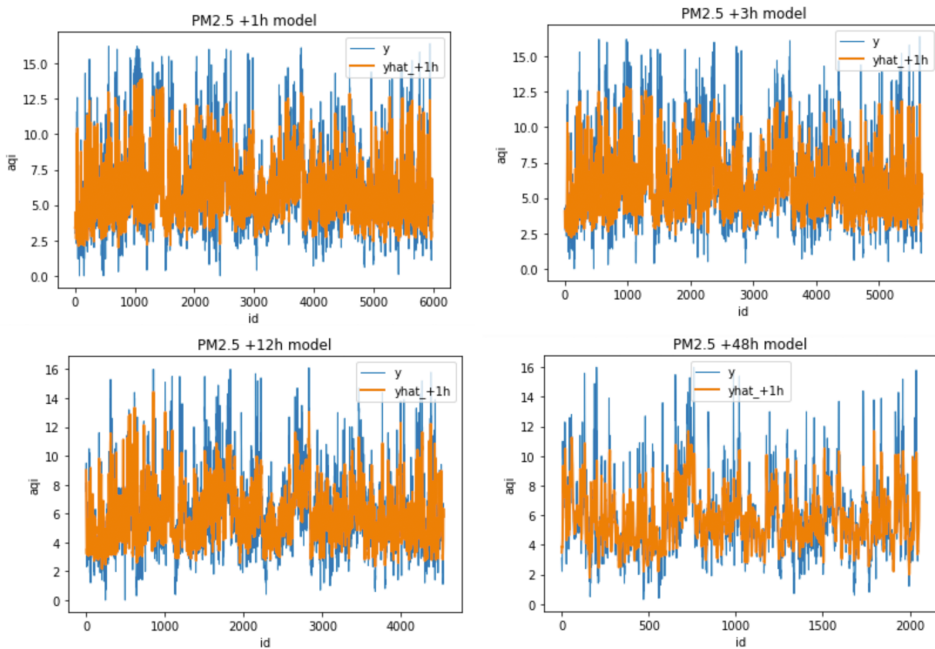 PM2.5 +1h model
y
yhat_+1h
15.0
12.5
10.0
7.5
5.0
2.5
0.0
aqi
0 1000 2000 3000 4000 5000 6000
id
PM2.5 +3h model
y
yhat_+1h
15.0
12.5
10.0
7.5
5.0
2.5
0.0
aqi
0 1000 2000 3000 4000 5000
id
PM2.5 +12h model
y
yhat_+1h
16
14
12
10
8
6
4
2
0
aqi
0 1000 2000 3000 4000
id
PM2.5 +48h model
y
yhat_+1h
16
14
12
10
8
6
4
2
0
aqi
0 500 1000 1500 2000
id